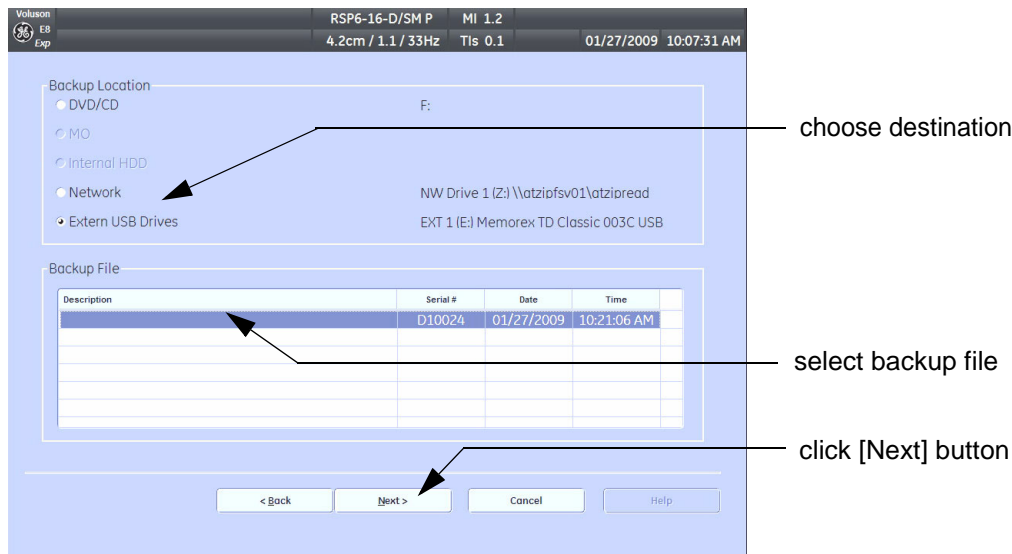 Voluson
E8
Exp
RSP6-16-D/SM P MI 1.2
4.2cm / 1.1 / 33Hz TIs 0.1 01/27/2009 10:07:31 AM
Backup Location
DVD/CD F:
MO
Internal HDD
Network NW Drive 1 (Z:) \\atzipfsv01\atzipread
Extern USB Drives EXT 1 (E:) Memorex TD Classic 003C USB
choose destination
Backup File
Description Serial # Date Time
D10024 01/27/2009 10:21:06 AM
select backup file
click [Next] button
< Back Next > Cancel Help